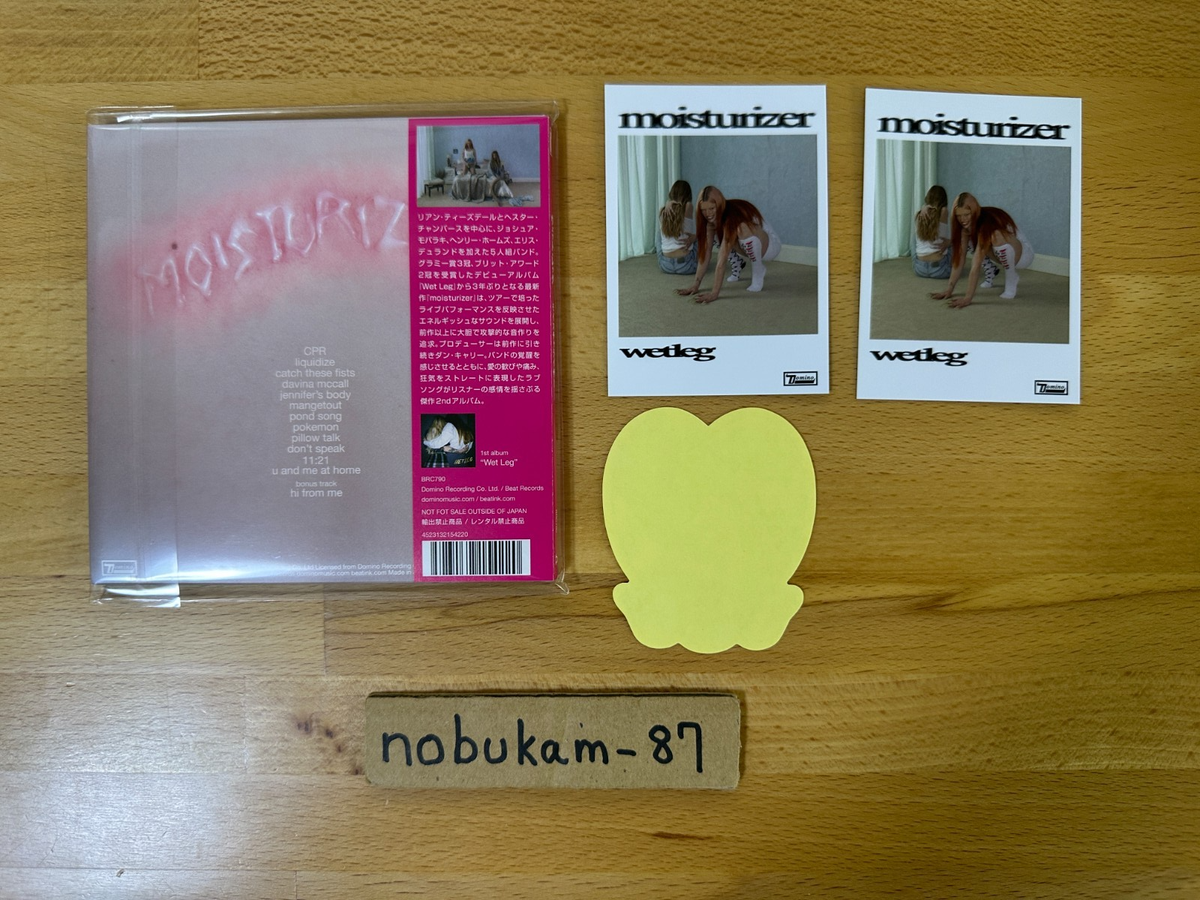 MOISTURIZ
CPR
liquidize
catch these fists
davina mccall
jennifer's body
mangetout
pond song
pokemon
pillow talk
don't speak
11:21
u and me at home
bonus track
hi from me
Domino
Licensed from Domino Recording
dominomusic.com beatink.com Made in
リアン・ティーズデールとヘスター・
チャンバースを中心に、ジョシュア・
モバラキ、ヘンリー・ホームズ、エリス・
デュランドを加えた5人組バンド。
グラミー賞3冠、ブリット・アワード
2冠を受賞したデビューアルバム
『Wet Leg』から3年ぶりとなる最新
作『moisturizer』は、ツアーで培った
ライブパフォーマンスを反映させた
エネルギッシュなサウンドを展開し、
前作以上に大胆で攻撃的な音作りを
追求。プロデューサーは前作に引き
続きダン・キャリー。バンドの覚醒を
感じさせるとともに、愛の歓びや痛み、
狂気をストレートに表現したラブ
ソングがリスナーの感情を揺さぶる
傑作2ndアルバム。
1st album
"Wet Leg"
BRC790
Domino Recording Co. Ltd. / Beat Records
dominomusic.com / beatink.com
NOT FOT SALE OUTSIDE OF JAPAN
輸出禁止商品 / レンタル禁止商品
4523132154220
moisturizer
wetleg
Domino
moisturizer
wetleg
Domino
nobukam-87